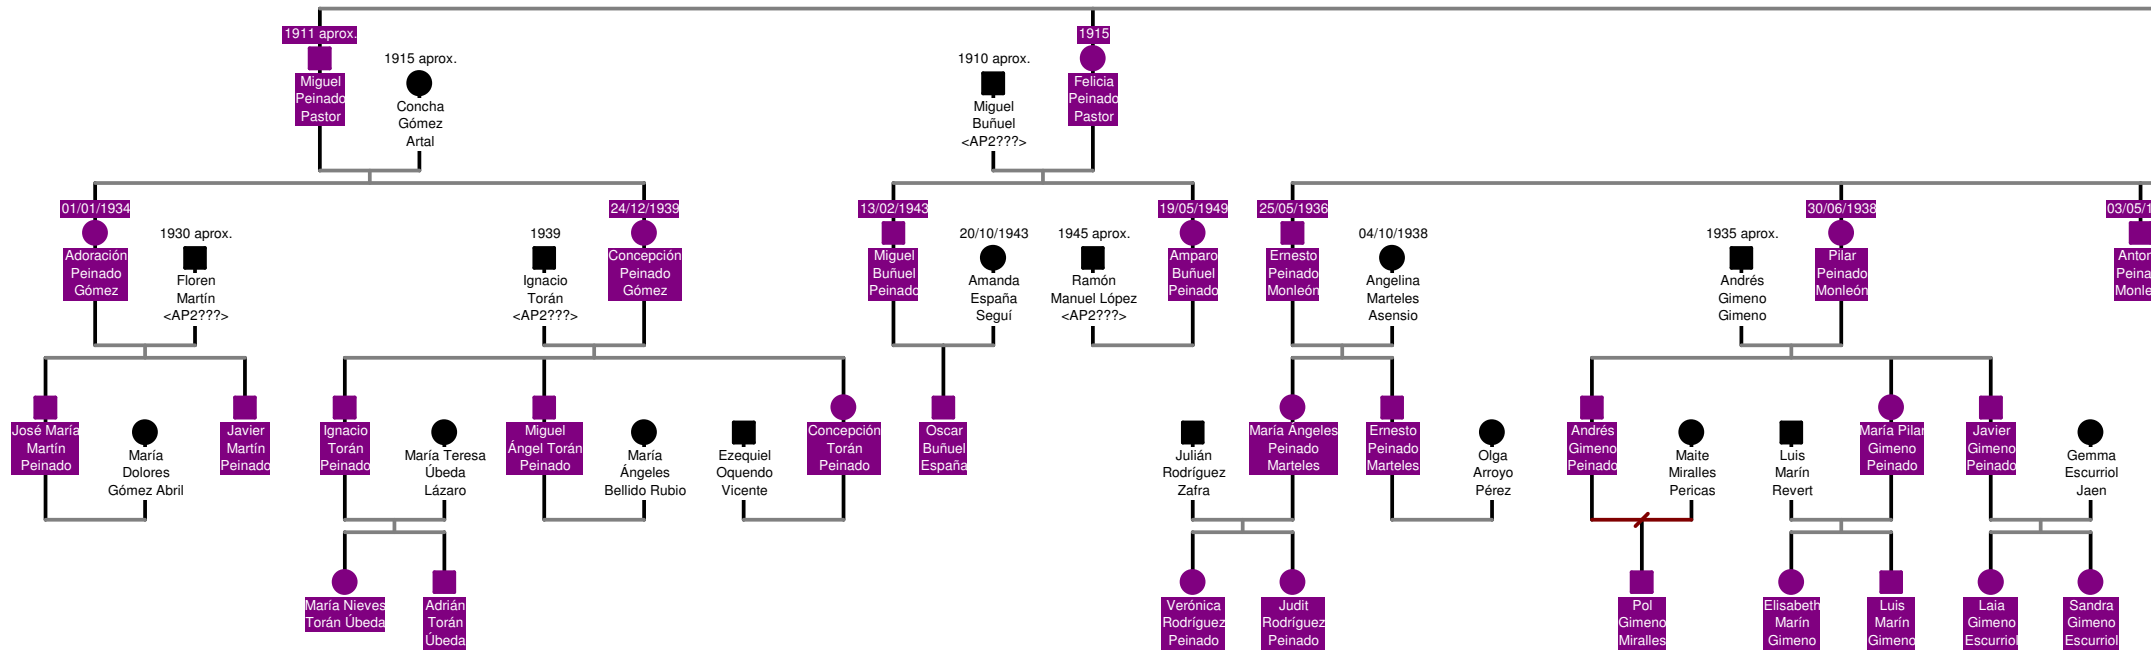 1911 aprox.
Miguel
Peinado
Pastor
1915 aprox.
Concha
Gómez
Artal
1910 aprox.
Miguel
Buñuel
<AP2???>
1915
Felicia
Peinado
Pastor
01/01/1934
Adoración
Peinado
Gómez
1930 aprox.
Floren
Martín
<AP2???>
1939
Ignacio
Torán
<AP2???>
24/12/1939
Concepción
Peinado
Gómez
13/02/1943
Miguel
Buñuel
Peinado
20/10/1943
Amanda
España
Seguí
1945 aprox.
Ramón
Manuel López
<AP2???>
19/05/1949
Amparo
Buñuel
Peinado
25/05/1936
Ernesto
Peinado
Monleón
04/10/1938
Angelina
Marteles
Asensio
1935 aprox.
Andrés
Gimeno
Gimeno
30/06/1938
Pilar
Peinado
Monleón
03/05/1
Anton
Peina
Monle
José María
Martín
Peinado
María
Dolores
Gómez Abril
Javier
Martín
Peinado
Ignacio
Torán
Peinado
María Teresa
Úbeda
Lázaro
Miguel
Ángel Torán
Peinado
María
Ángeles
Bellido Rubio
Ezequiel
Oquendo
Vicente
Concepción
Torán
Peinado
Oscar
Buñuel
España
Julián
Rodríguez
Zafra
María Ángeles
Peinado
Marteles
Ernesto
Peinado
Marteles
Olga
Arroyo
Pérez
Andrés
Gimeno
Peinado
Maite
Miralles
Pericas
Luis
Marín
Revert
María Pilar
Gimeno
Peinado
Javier
Gimeno
Peinado
Gemma
Escurriol
Jaen
María Nieves
Torán Úbeda
Adrián
Torán
Úbeda
Verónica
Rodríguez
Peinado
Judit
Rodríguez
Peinado
Pol
Gimeno
Miralles
Elisabeth
Marín
Gimeno
Luis
Marín
Gimeno
Laia
Gimeno
Escurriol
Sandra
Gimeno
Escurriol